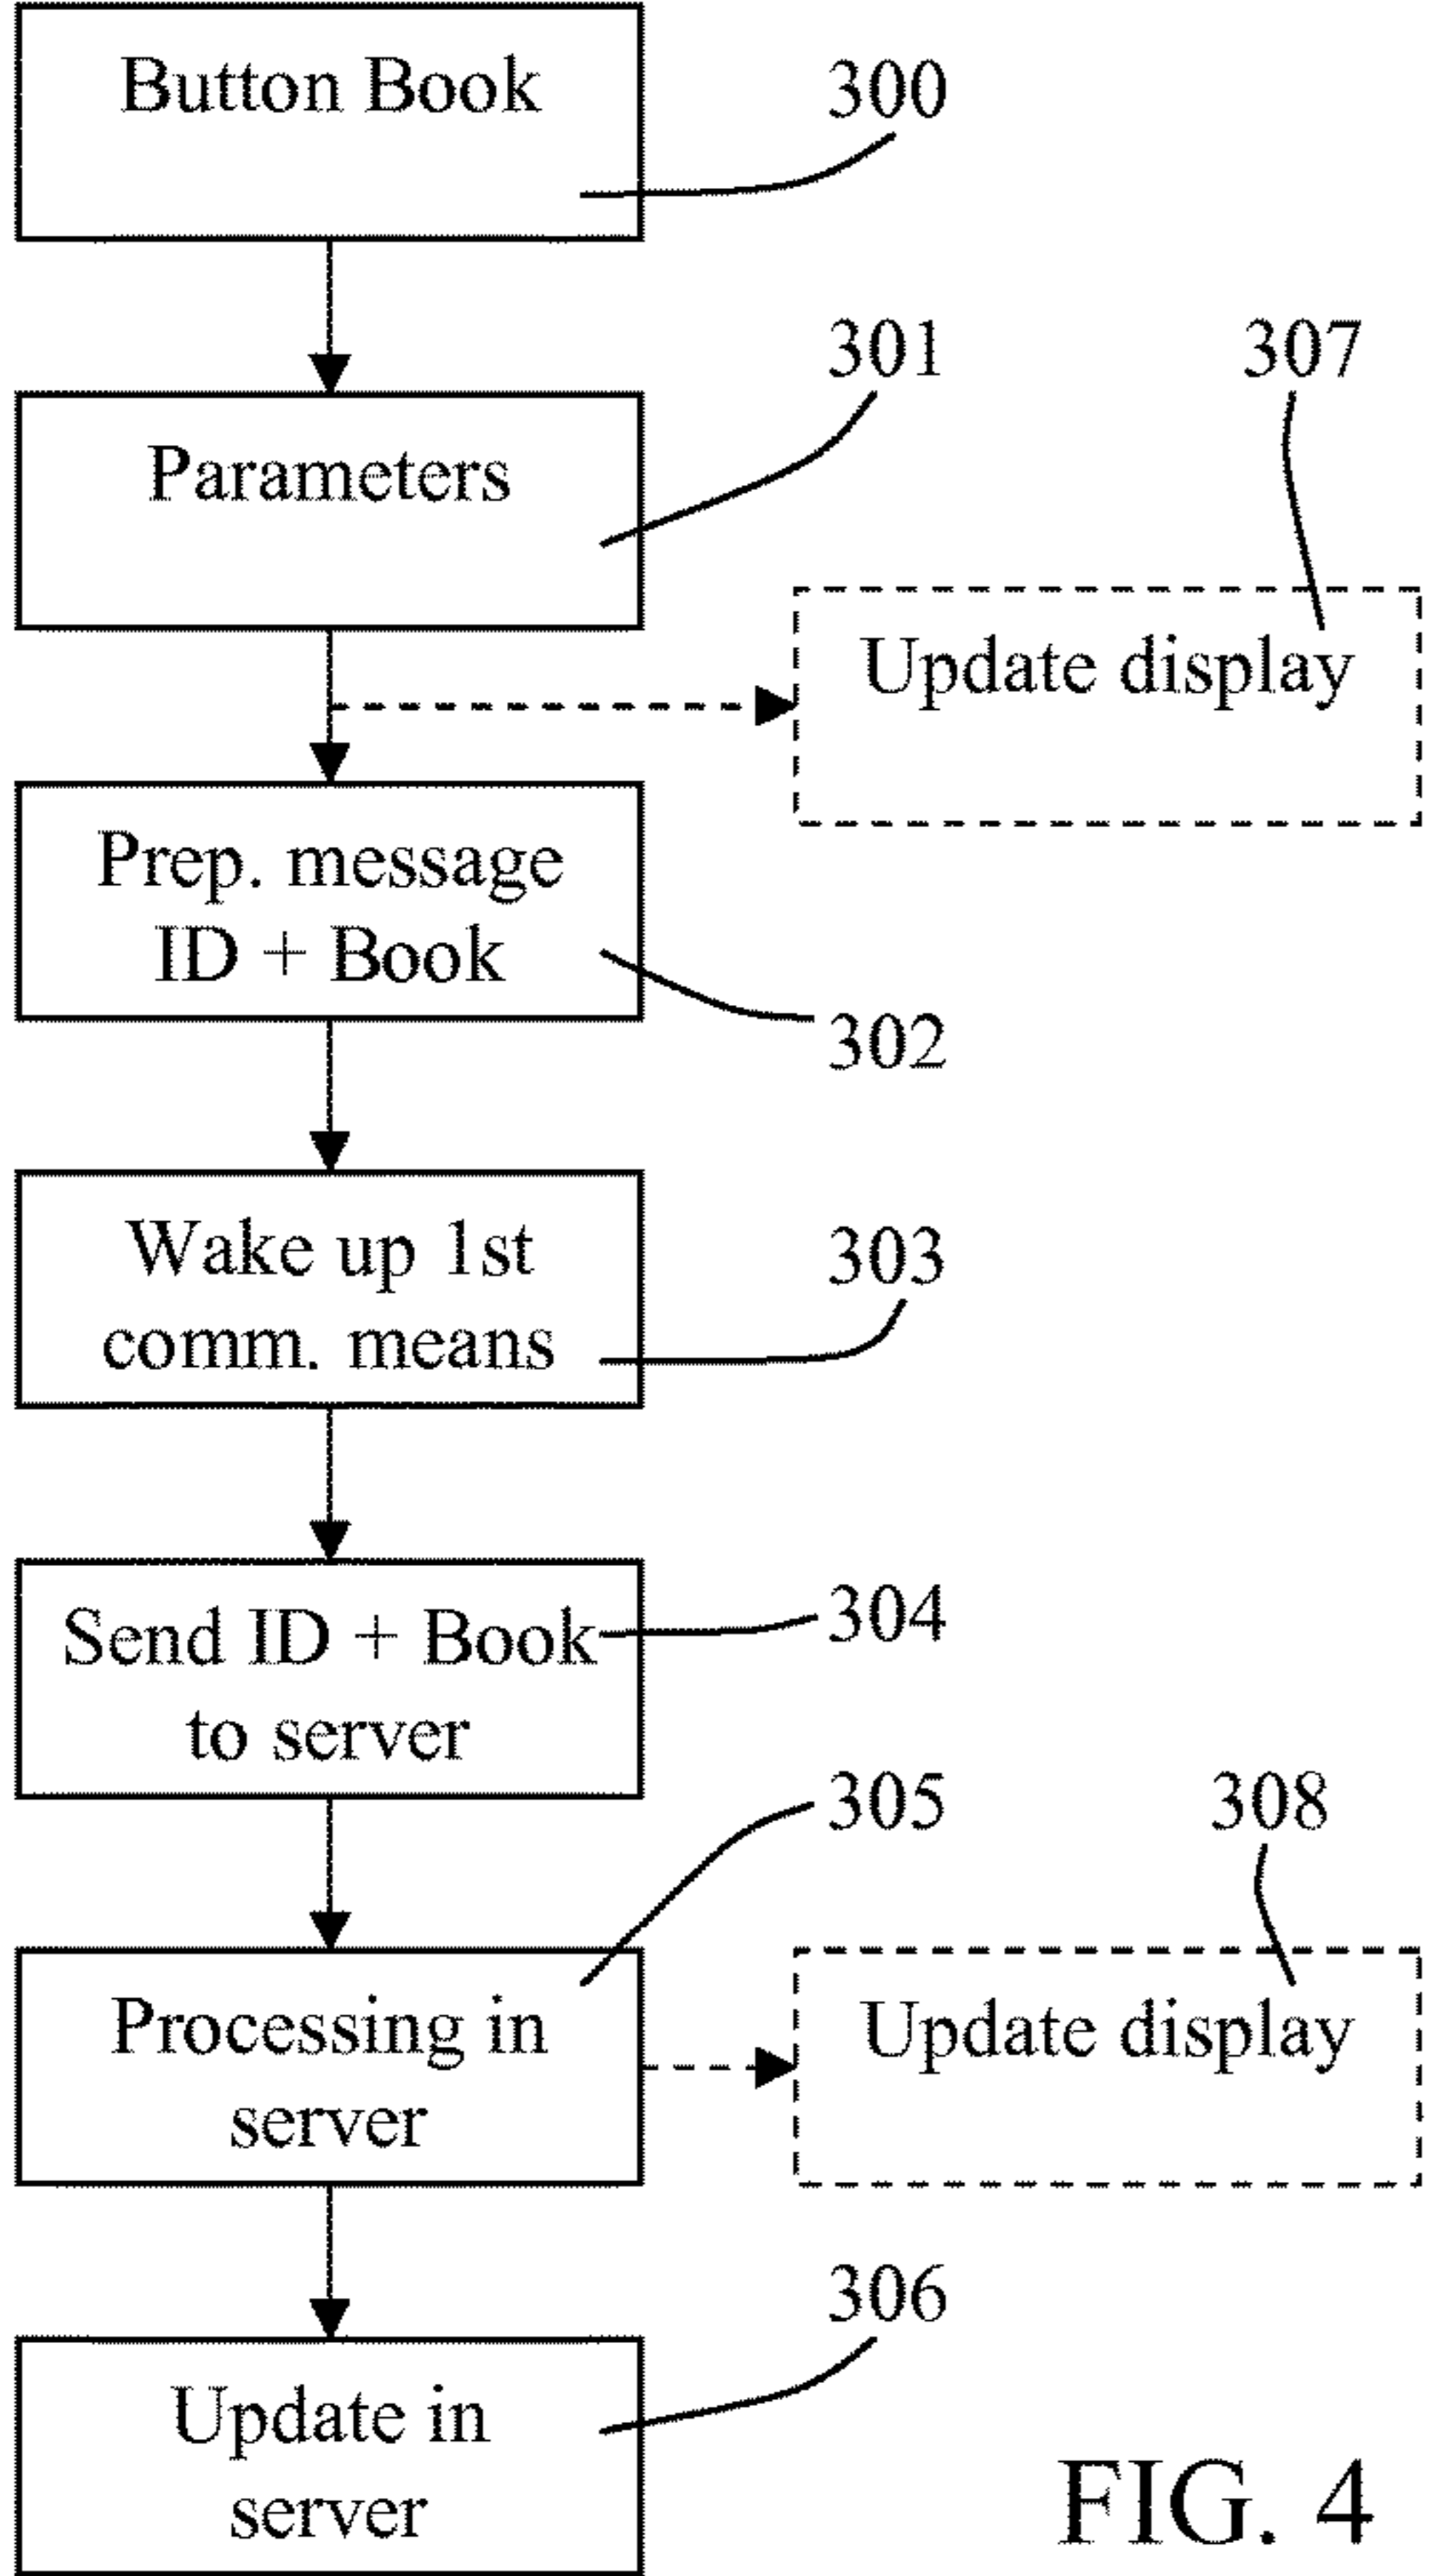 Button Book
300
Parameters
301
307
Update display
Prep. message
ID + Book
302
Wake up 1st
comm. means
303
Send ID + Book
to server
304
305
308
Processing in
server
Update display
306
Update in
server
FIG. 4